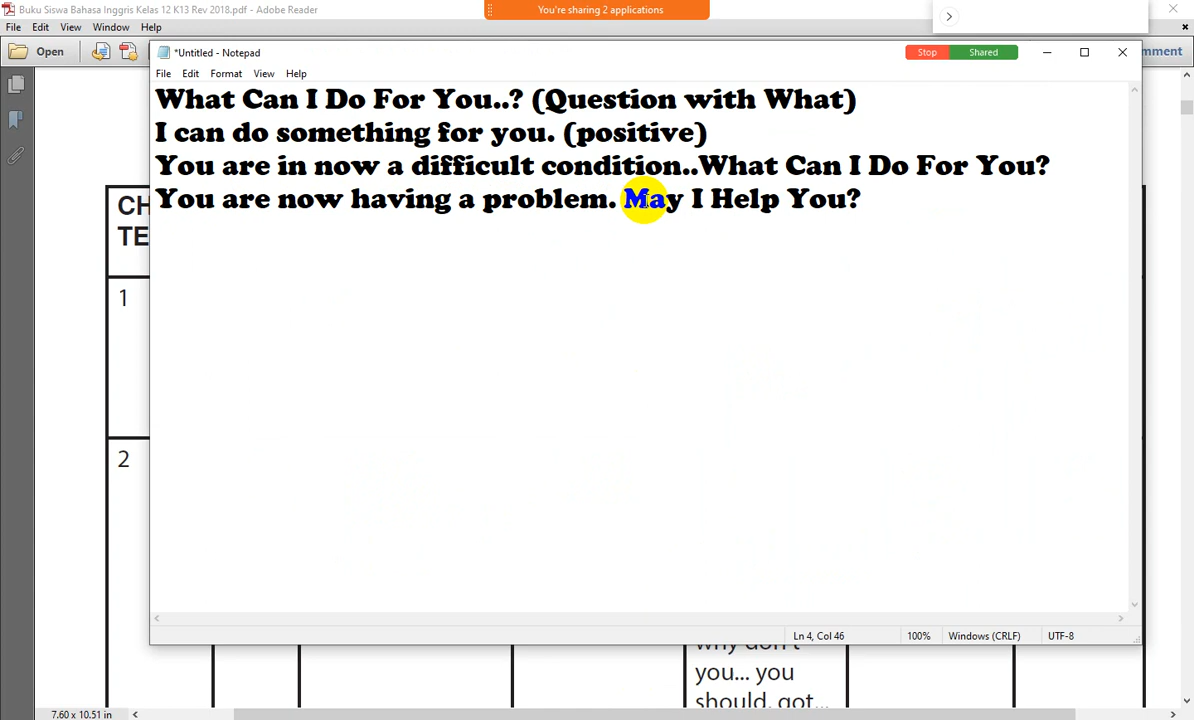 Buku Siswa Bahasa Inggris Kelas 12 K13 Rev 2018.pdf - Adobe Reader
You're sharing 2 applications
File Edit View Window Help
Open
*Untitled - Notepad
Stop Shared
File Edit Format View Help
What Can I Do For You..? (Question with What)
I can do something for you. (positive)
You are in now a difficult condition..What Can I Do For You?
You are now having a problem. May I Help You?
CH
TE
1
2
Ln 4, Col 46 100% Windows (CRLF) UTF-8
why don't
you... you
should, got...
7.60 x 10.51 in